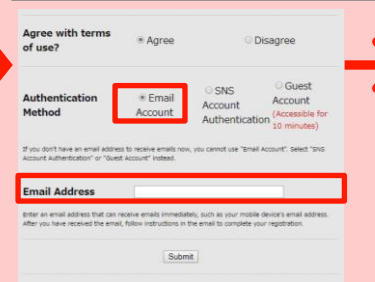 Agree with terms of use?
Agree
Disagree
Authentication Method
Email Account
SNS Account Authentication
Guest Account
(Accessible for 10 minutes)
If you don't have an email address to receive emails now, you cannot use "Email Account". Select "SNS
Account Authentication" or "Guest Account" instead.
Email Address
Enter an email address that can receive emails immediately, such as your mobile device's email address.
After you have received the email, follow instructions in the email to complete your registration.
Submit